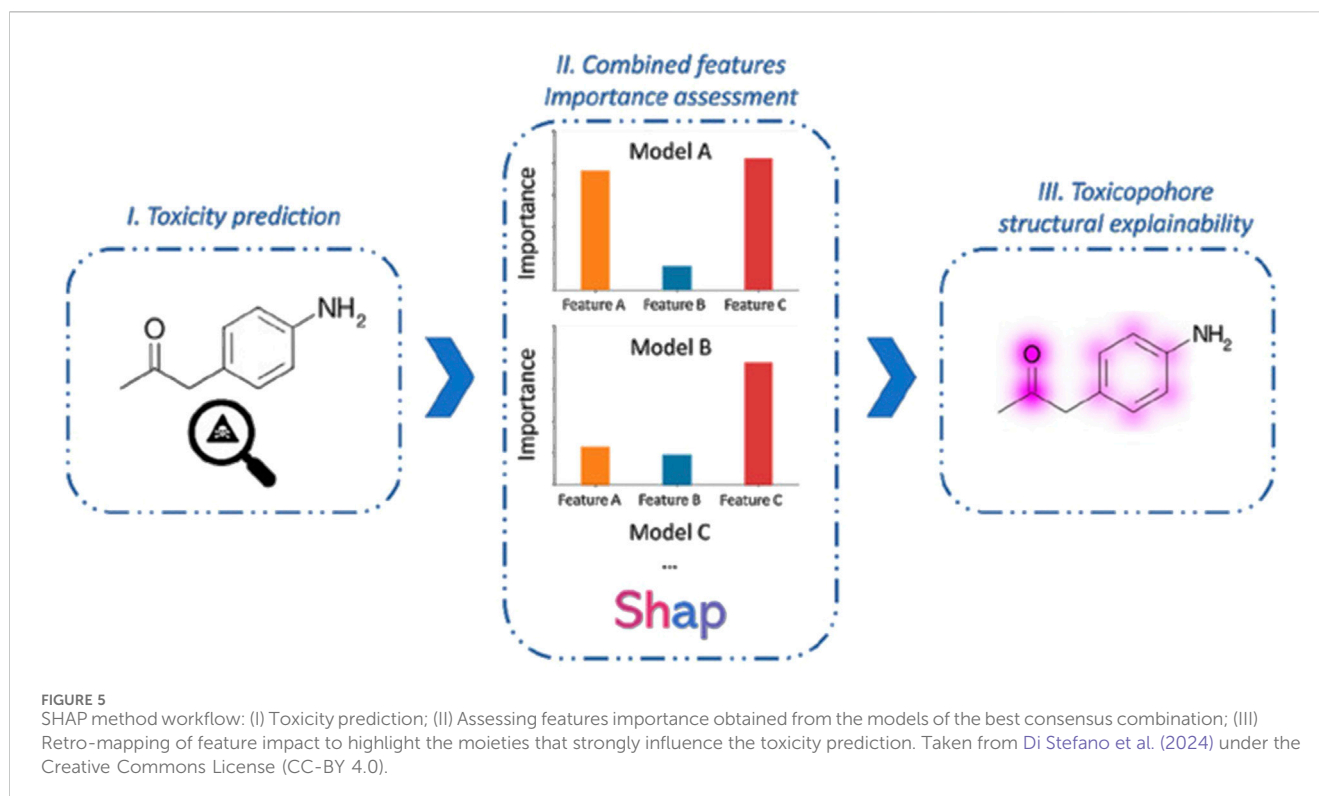 I. Toxicity prediction
O
NH2
II. Combined features
Importance assessment
Model A
Importance
Feature A Feature B Feature C
Model B
Importance
Feature A Feature B Feature C
Model C
...
Shap
III. Toxicopohore
structural explainability
O
NH2
FIGURE 5
SHAP method workflow: (I) Toxicity prediction; (II) Assessing features importance obtained from the models of the best consensus combination; (III)
Retro-mapping of feature impact to highlight the moieties that strongly influence the toxicity prediction. Taken from Di Stefano et al. (2024) under the
Creative Commons License (CC-BY 4.0).